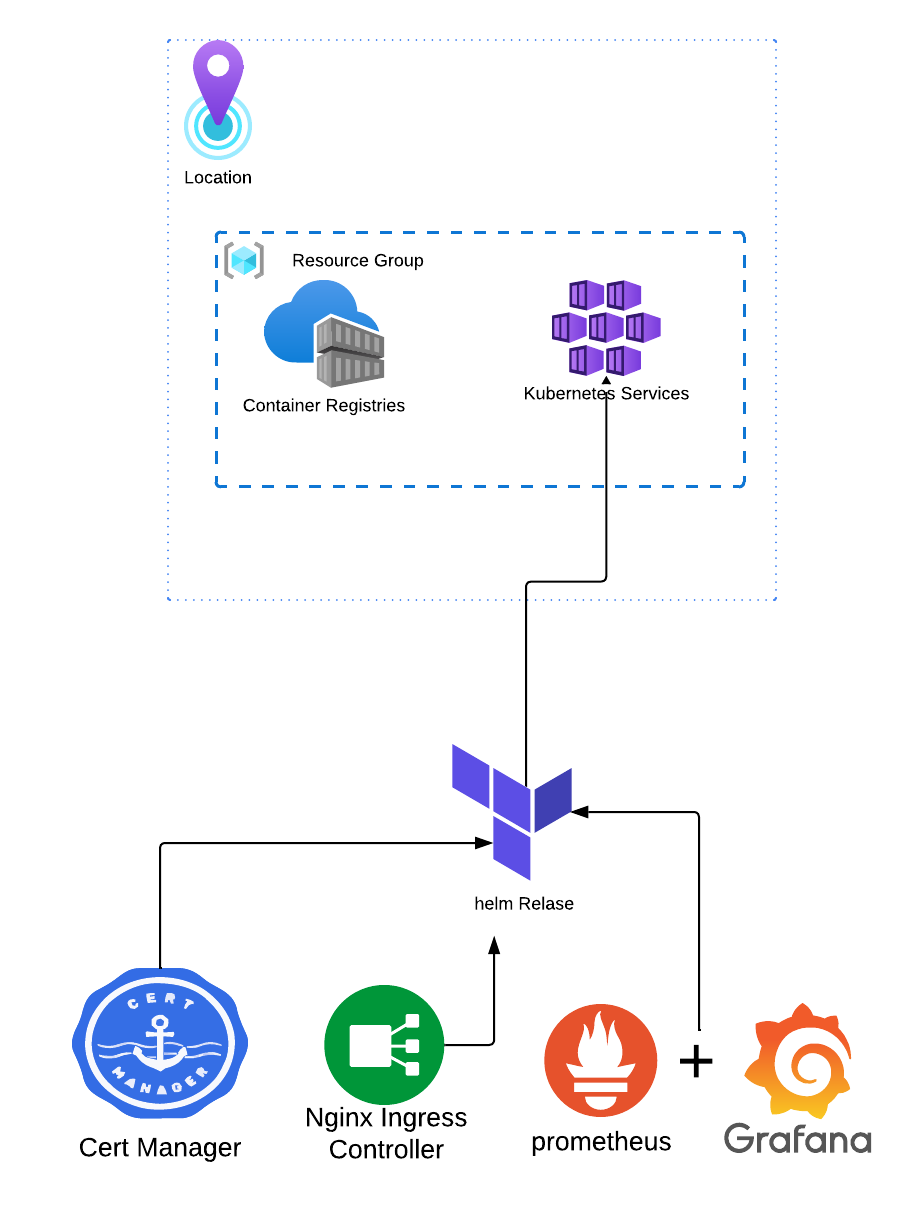 Location
Resource Group
Container Registries
Kubernetes Services
helm Relase
CERT
MANAGER
Cert Manager
Nginx Ingress
Controller
prometheus
+
Grafana